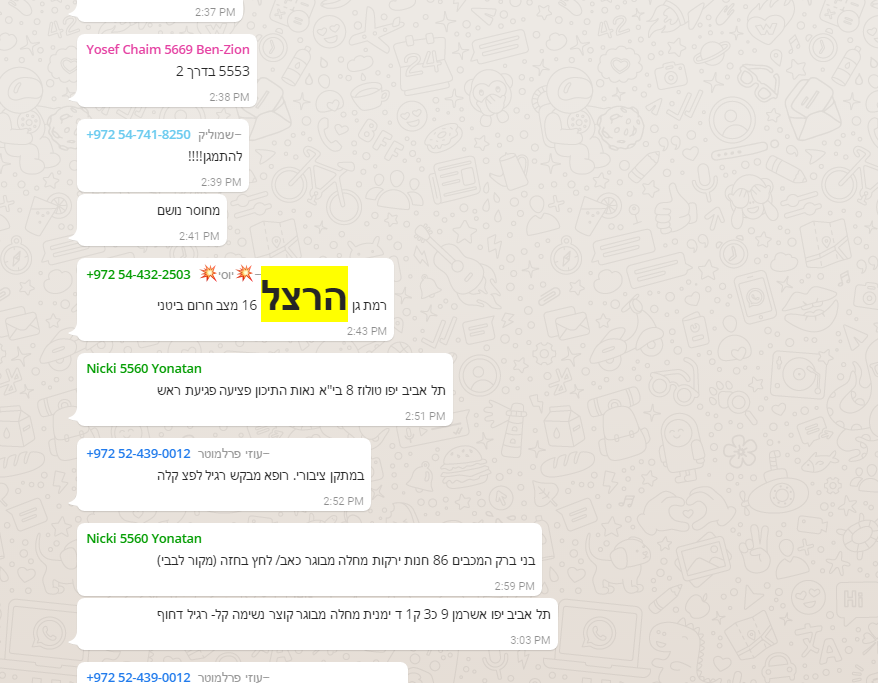 2:37 PM
Yosef Chaim 5669 Ben-Zion
5553 בדרך 2
2:38 PM
+972 54-741-8250 ~שמוליק
להתמגן!!!!
2:39 PM
מחוסר נושם
2:41 PM
+972 54-432-2503 ~💥יוסי💥
רמת גן הרצל 16 מצב חרום ביטני
2:43 PM
Nicki 5560 Yonatan
תל אביב יפו טולוז 8 בי"א נאות התיכון פציעה פגיעת ראש
2:51 PM
+972 52-439-0012 ~עוזי פרלמוטר
במתקן ציבורי. רופא מבקש רגיל לפצ קלה
2:52 PM
Nicki 5560 Yonatan
בני ברק המכבים 86 חנות ירקות מחלה מבוגר כאב/ לחץ בחזה (מקור לבבי)
2:59 PM
תל אביב יפו אשרמן 9 כ3 ק1 ד ימנית מחלה מבוגר קוצר נשימה קל- רגיל דחוף
3:03 PM
+972 52-439-0012 ~עוזי פרלמוטר